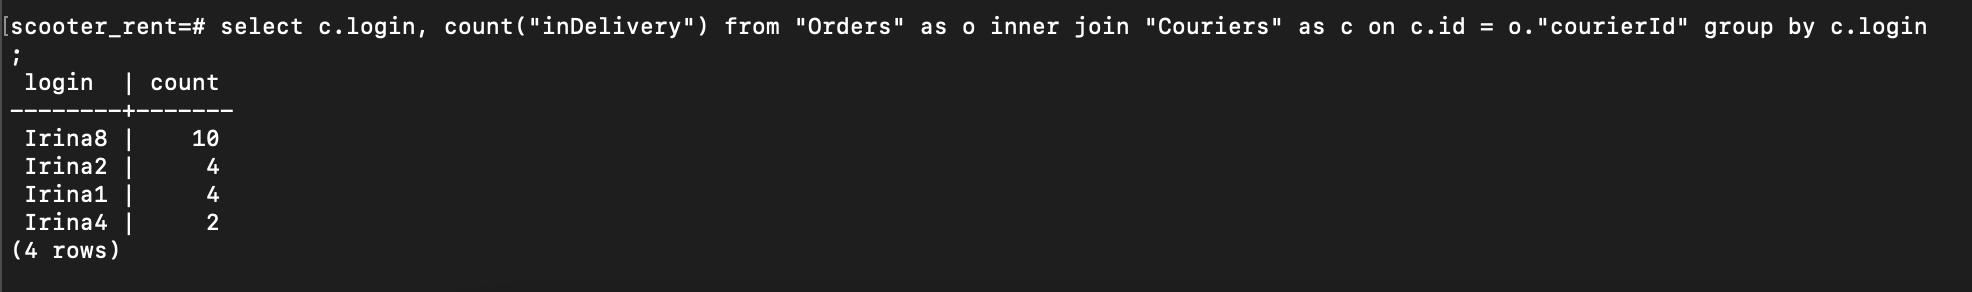 [scooter_rent=# select c.login, count("inDelivery") from "Orders" as o inner join "Couriers" as c on c.id = o."courierId" group by c.login
;
 login  | count
--------+-------
 Irina8 |    10
 Irina2 |     4
 Irina1 |     4
 Irina4 |     2
(4 rows)